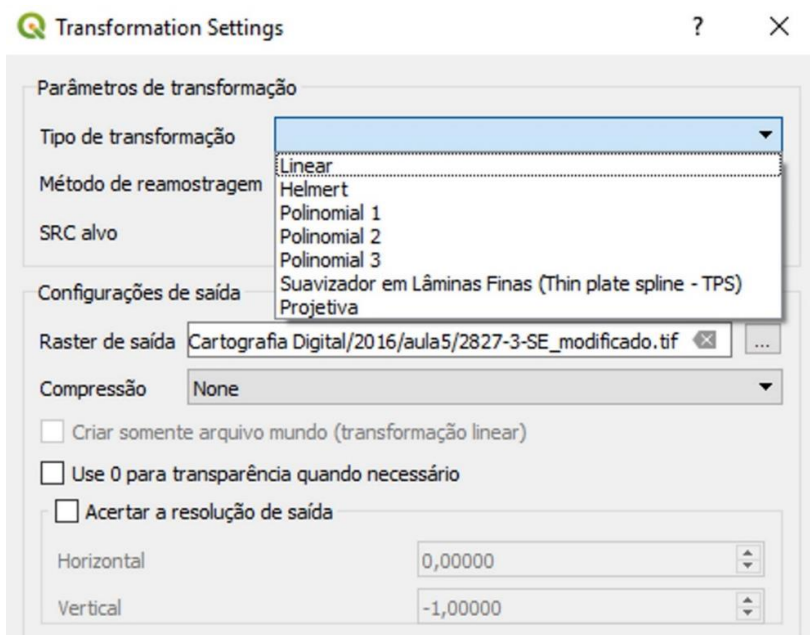 Transformation Settings ? ×
Parâmetros de transformação
Tipo de transformação
Linear
Método de reamostragem
Helmert
Polinomial 1
SRC alvo
Polinomial 2
Polinomial 3
Suavizador em Lâminas Finas (Thin plate spline - TPS)
Configurações de saída
Projetiva
Raster de saída Cartografia Digital/2016/aula5/2827-3-SE_modificado.tif ...
Compressão None
Criar somente arquivo mundo (transformação linear)
Use 0 para transparência quando necessário
Acertar a resolução de saída
Horizontal 0,00000
Vertical -1,00000